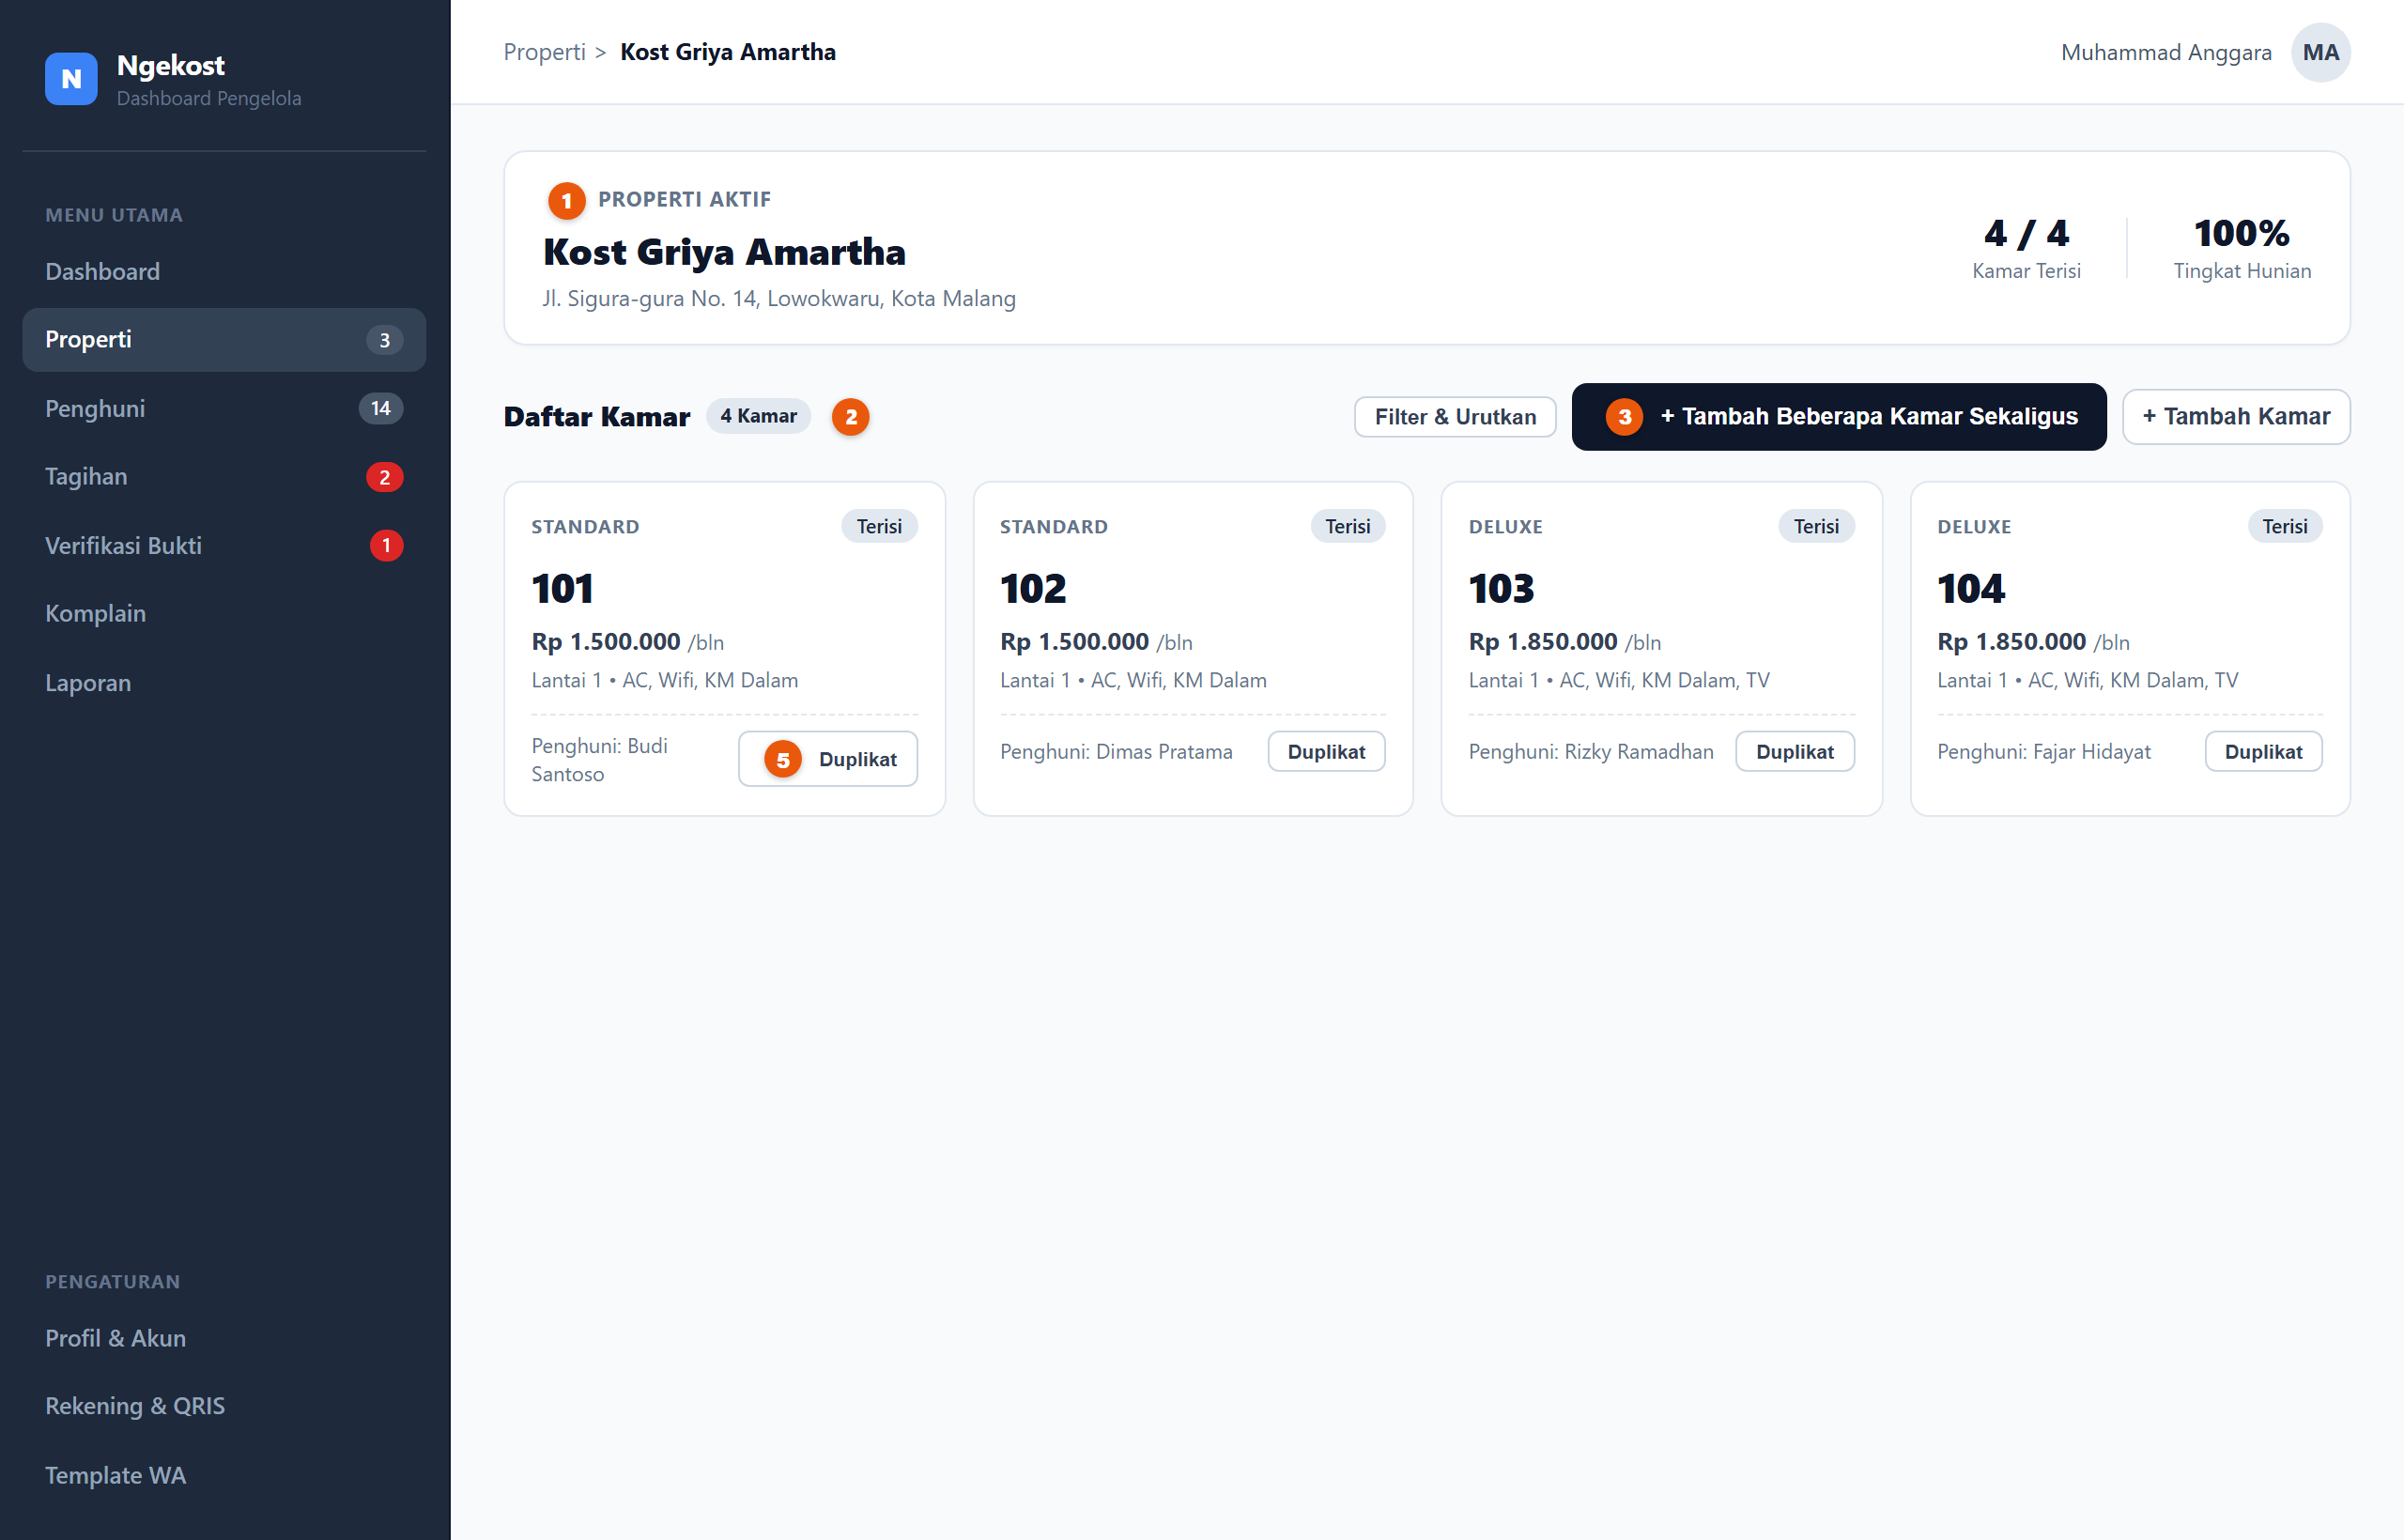 N
Ngekost
Dashboard Pengelola
MENU UTAMA
Dashboard
Properti 3
Penghuni 14
Tagihan 2
Verifikasi Bukti 1
Komplain
Laporan
PENGATURAN
Profil & Akun
Rekening & QRIS
Template WA
Properti > Kost Griya Amartha
Muhammad Anggara MA
1 PROPERTI AKTIF
Kost Griya Amartha
Jl. Sigura-gura No. 14, Lowokwaru, Kota Malang
4 / 4
Kamar Terisi
100%
Tingkat Hunian
Daftar Kamar 4 Kamar 2
Filter & Urutkan
3 + Tambah Beberapa Kamar Sekaligus
+ Tambah Kamar
STANDARD Terisi
101
Rp 1.500.000 /bln
Lantai 1 • AC, Wifi, KM Dalam
Penghuni: Budi
Santoso
5 Duplikat
STANDARD Terisi
102
Rp 1.500.000 /bln
Lantai 1 • AC, Wifi, KM Dalam
Penghuni: Dimas Pratama Duplikat
DELUXE Terisi
103
Rp 1.850.000 /bln
Lantai 1 • AC, Wifi, KM Dalam, TV
Penghuni: Rizky Ramadhan Duplikat
DELUXE Terisi
104
Rp 1.850.000 /bln
Lantai 1 • AC, Wifi, KM Dalam, TV
Penghuni: Fajar Hidayat Duplikat